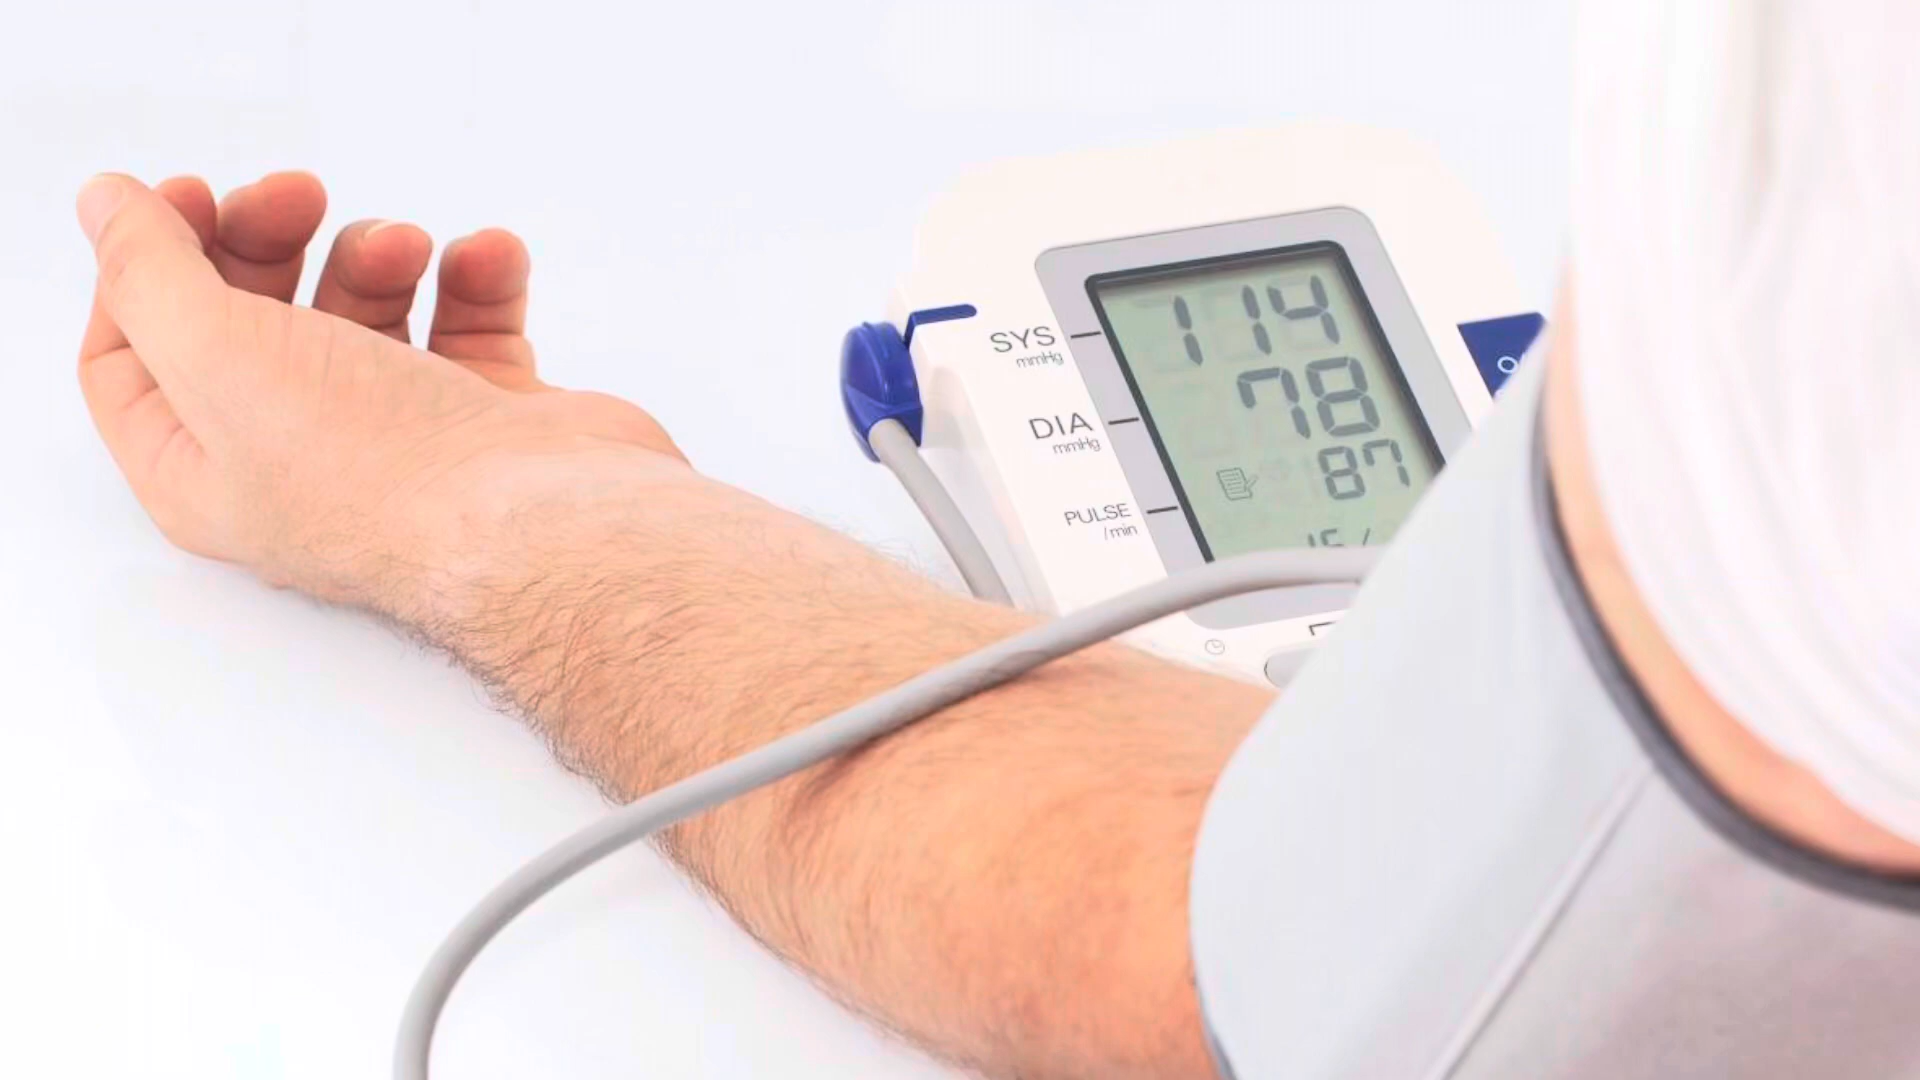 SYS 114
mmHg
DIA 78
mmHg
PULSE 87
/min